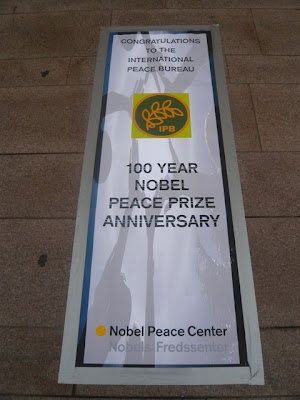 CONGRATULATIONS
TO THE
INTERNATIONAL
PEACE BUREAU
IPB
100 YEAR
NOBEL
PEACE PRIZE
ANNIVERSARY
Nobel Peace Center
Nobels Fredssenter